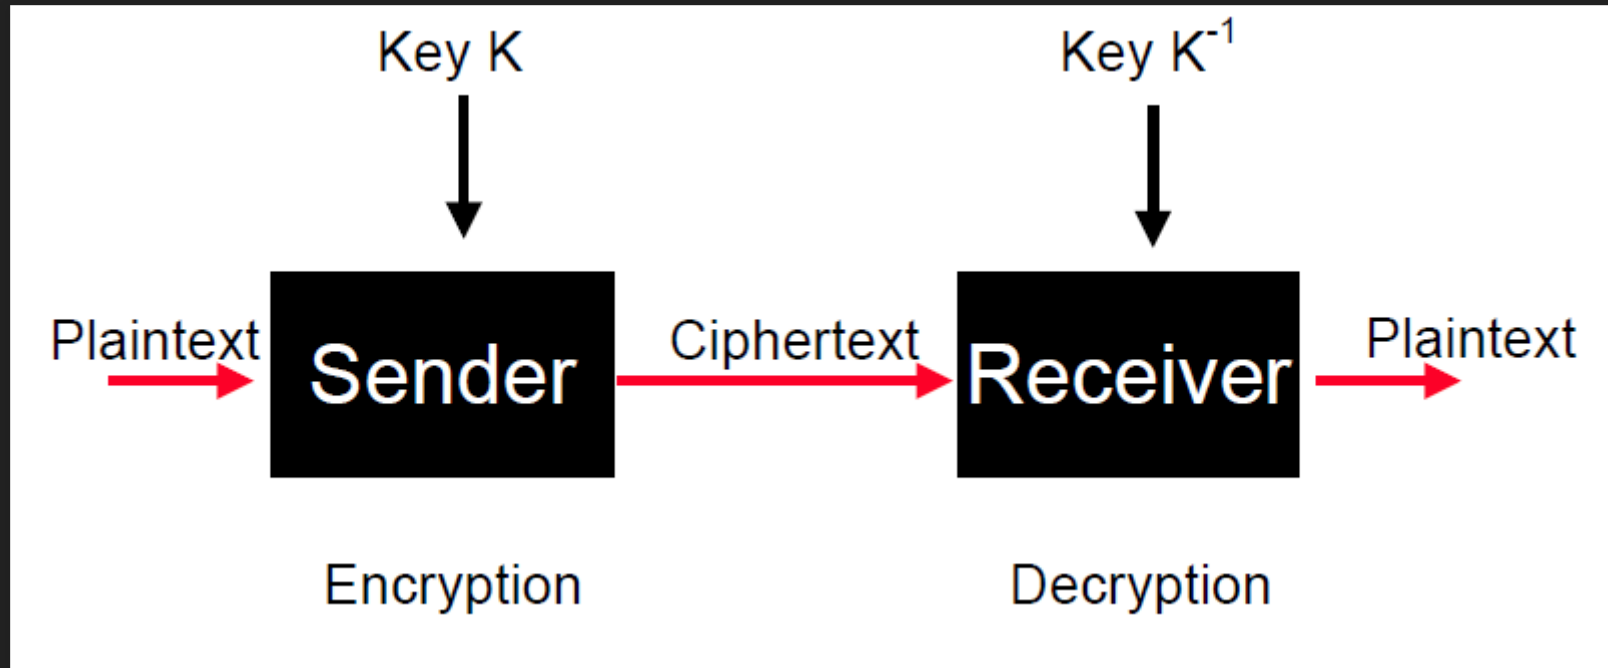 Key K
Key K⁻¹
Plaintext
Sender
Ciphertext
Receiver
Plaintext
Encryption
Decryption